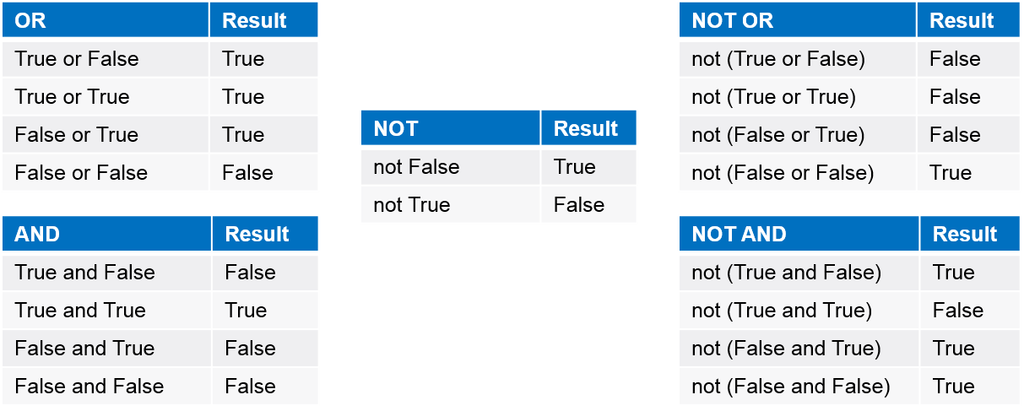 OR Result
True or False True
True or True True
False or True True
False or False False
AND Result
True and False False
True and True True
False and True False
False and False False
NOT Result
not False True
not True False
NOT OR Result
not (True or False) False
not (True or True) False
not (False or True) False
not (False or False) True
NOT AND Result
not (True and False) True
not (True and True) False
not (False and True) True
not (False and False) True